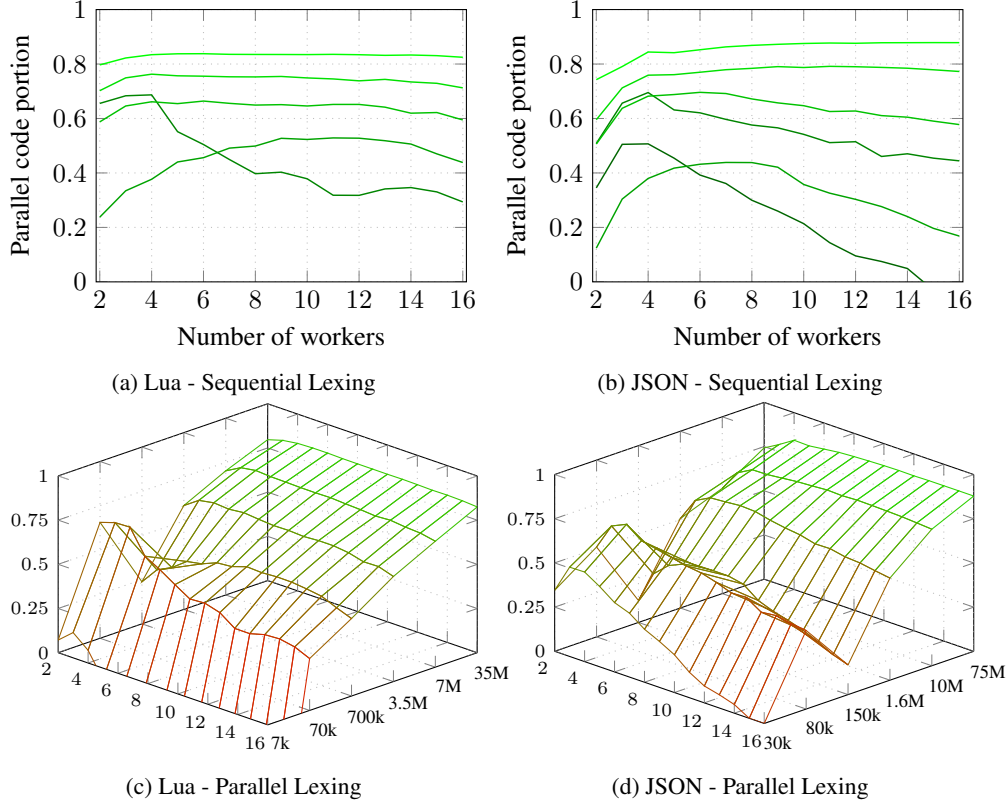 1
0.8
0.6
0.4
0.2
0
2 4 6 8 10 12 14 16
Parallel code portion
Number of workers
(a) Lua - Sequential Lexing
1
0.8
0.6
0.4
0.2
0
2 4 6 8 10 12 14 16
Parallel code portion
Number of workers
(b) JSON - Sequential Lexing
1
0.75
0.5
0.25
0
2 4 6 8 10 12 14 16
7k 70k 700k 3.5M 7M 35M
(c) Lua - Parallel Lexing
1
0.75
0.5
0.25
0
2 4 6 8 10 12 14 16
30k 80k 150k 1.6M 10M 75M
(d) JSON - Parallel Lexing